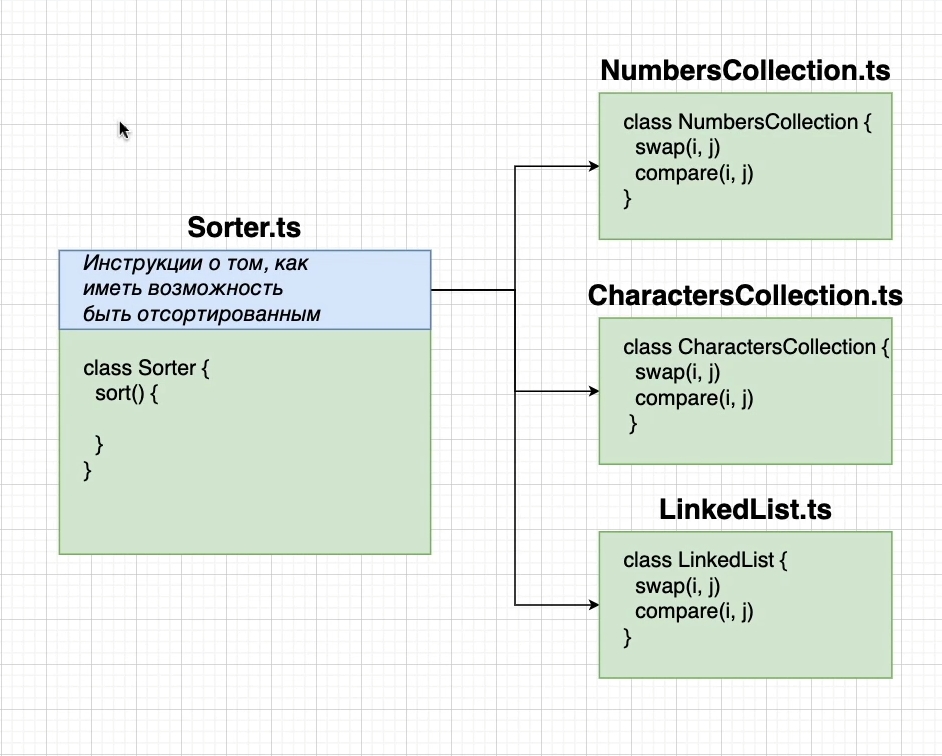 Sorter.ts
Инструкции о том, как
иметь возможность
быть отсортированным
class Sorter {
sort() {
}
}
NumbersCollection.ts
class NumbersCollection {
swap(i, j)
compare(i, j)
}
CharactersCollection.ts
class CharactersCollection {
swap(i, j)
compare(i, j)
}
LinkedList.ts
class LinkedList {
swap(i, j)
compare(i, j)
}